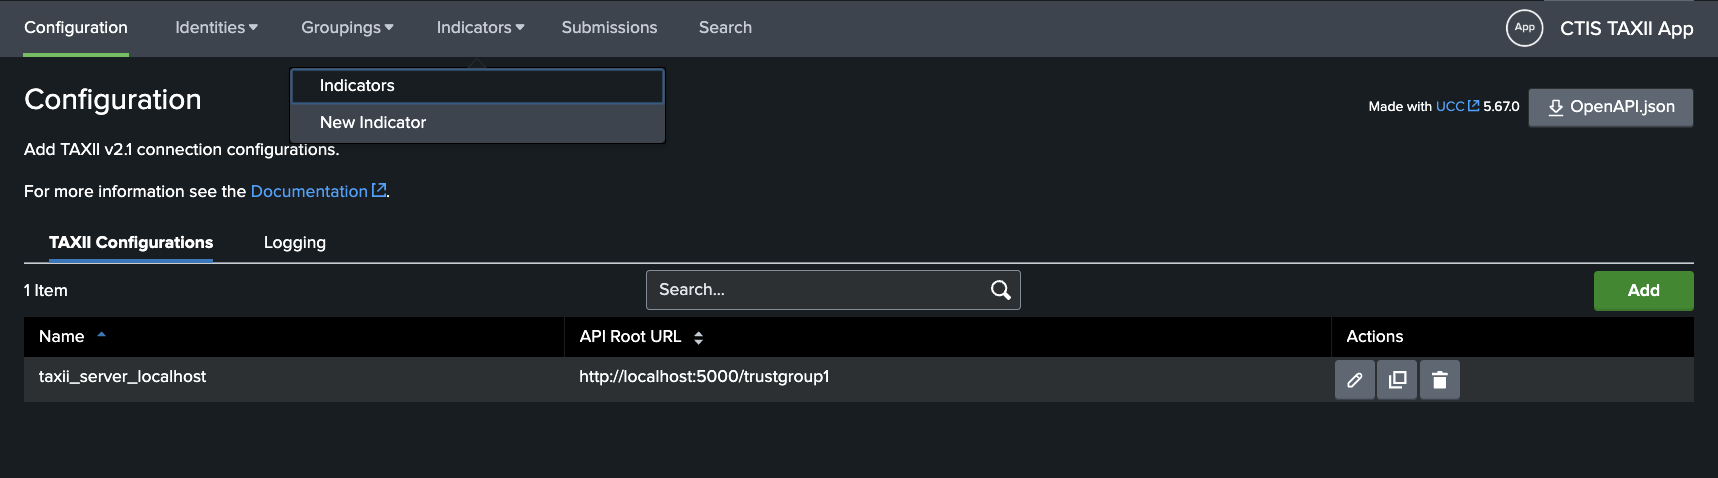 Configuration Identities Groupings Indicators Submissions Search App CTIS TAXII App
Indicators
New Indicator
Configuration
Made with UCC 5.67.0 OpenAPI.json
Add TAXII v2.1 connection configurations.
For more information see the Documentation.
TAXII Configurations Logging
1 Item Search... Add
Name API Root URL Actions
taxii_server_localhost http://localhost:5000/trustgroup1